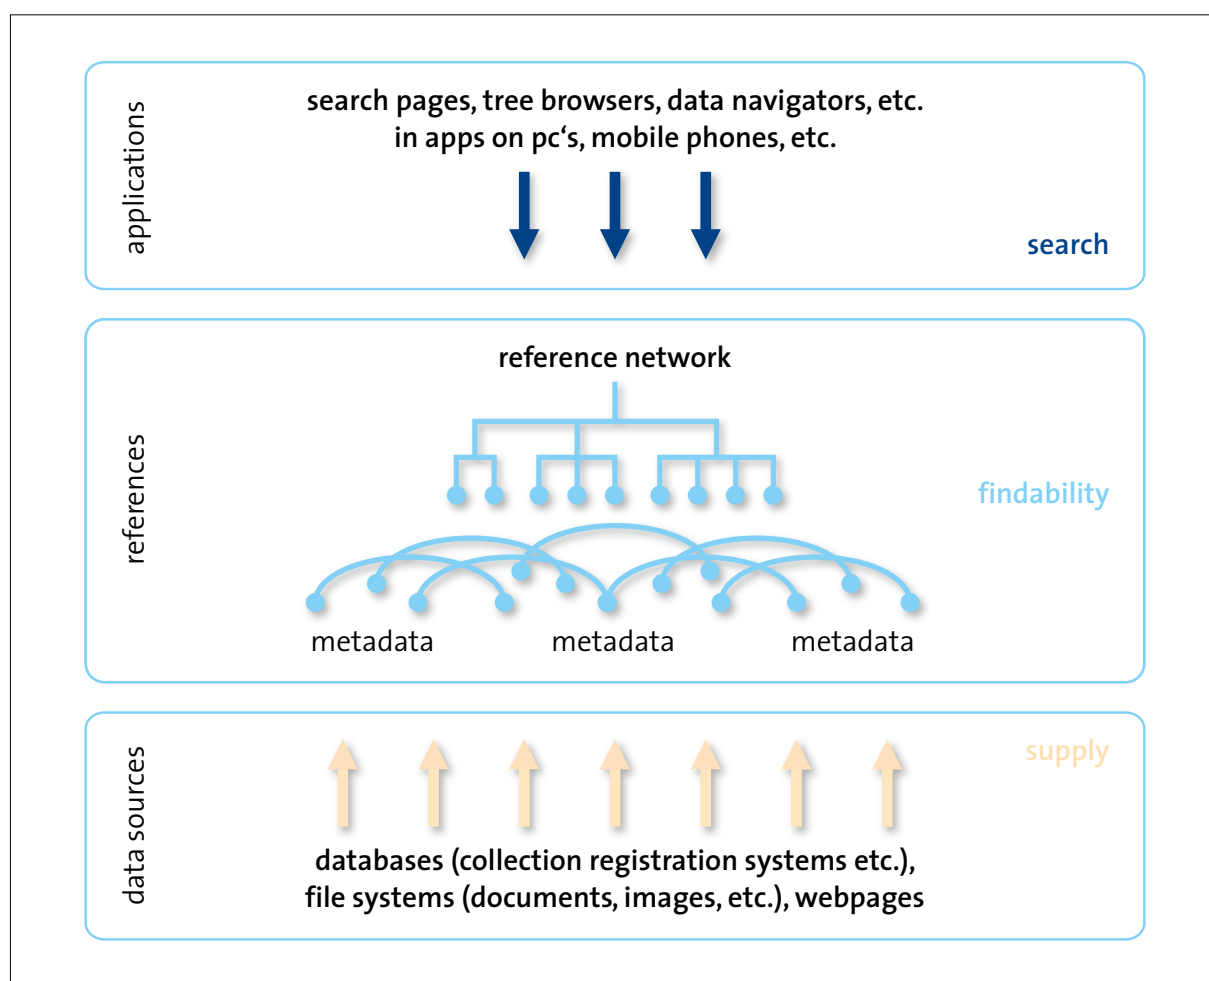 applications
search pages, tree browsers, data navigators, etc.
in apps on pc‘s, mobile phones, etc.
search
references
reference network
findability
metadata metadata metadata
data sources
supply
databases (collection registration systems etc.),
file systems (documents, images, etc.), webpages